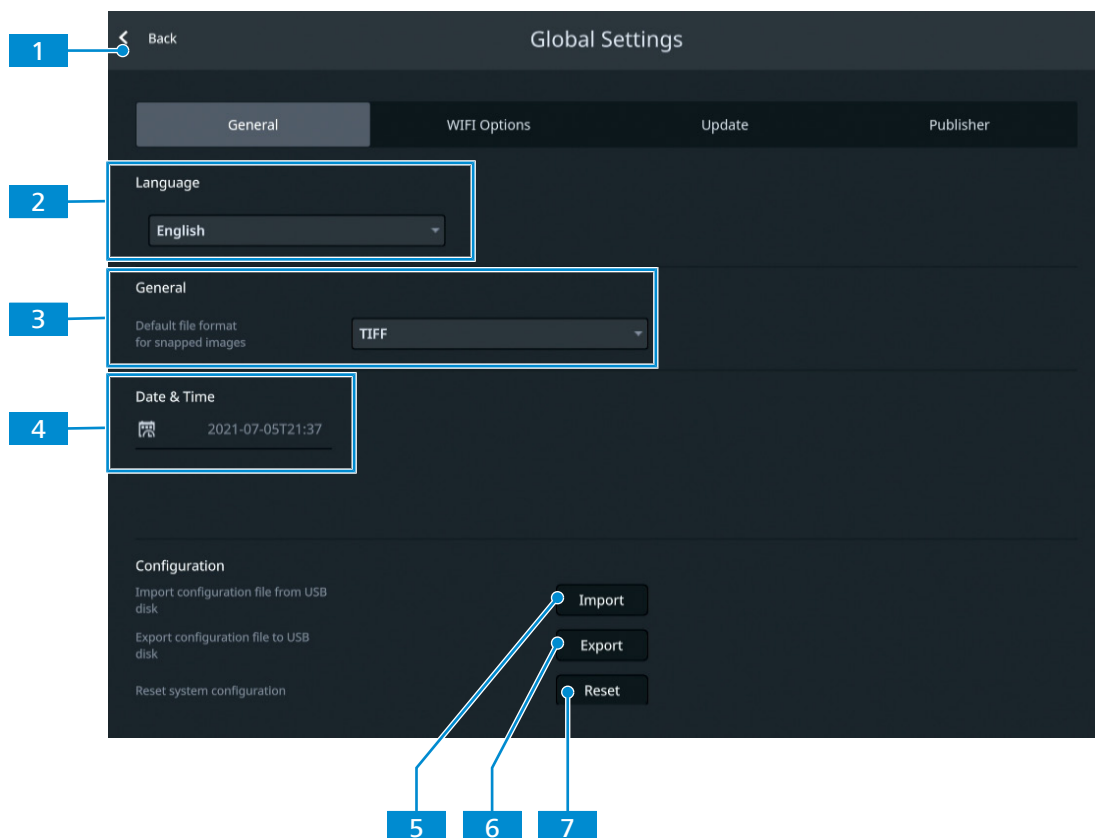 1
Back
Global Settings
General
WIFI Options
Update
Publisher
2
Language
English
3
General
Default file format
for snapped images
TIFF
4
Date & Time
2021-07-05T21:37
Configuration
Import configuration file from USB
disk
Import
Export configuration file to USB
disk
Export
Reset system configuration
Reset
5
6
7